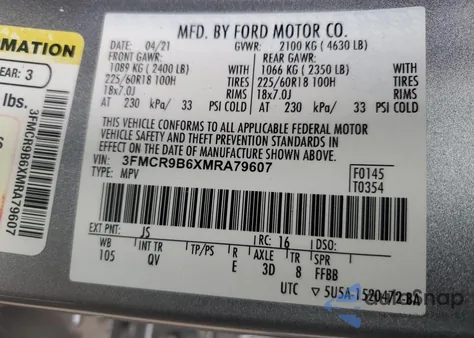 MFD. BY FORD MOTOR CO.
DATE: 04/21 GVWR: 2100 KG ( 4630 LB)
FRONT GAWR: REAR GAWR:
1089 KG ( 2400 LB) 1066 KG ( 2350 LB)
225/60R18 100H TIRES 225/60R18 100H TIRES
18x7.0J RIMS 18x7.0J RIMS
AT 230 kPa/ 33 PSI COLD AT 230 kPa/ 33 PSI COLD
THIS VEHICLE CONFORMS TO ALL APPLICABLE FEDERAL MOTOR
VEHICLE SAFETY AND THEFT PREVENTION STANDARDS IN
EFFECT ON THE DATE OF MANUFACTURE SHOWN ABOVE.
VIN: 3FMCR9B6XMRA79607
TYPE: MPV
F0145
T0354
EXT PNT: JS RC: 16 DSO:
WB INT TR TP/PS R AXLE TR SPR
105 QV E 3D 8 FFBB
UTC 5U5A-1520472-BA
RMATION
EAR: 3
lbs.
3FMCR9B6XMRA79607